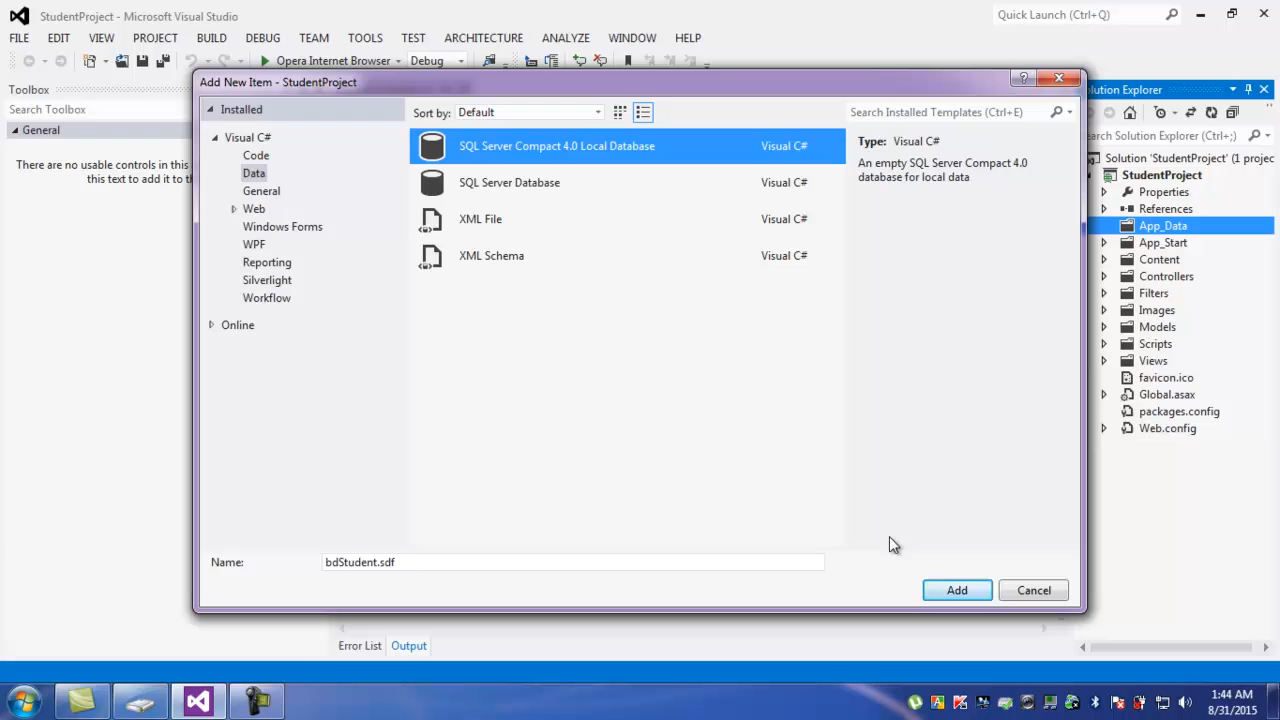 StudentProject - Microsoft Visual Studio
Quick Launch (Ctrl+Q)
FILE EDIT VIEW PROJECT BUILD DEBUG TEAM TOOLS TEST ARCHITECTURE ANALYZE WINDOW HELP
Opera Internet Browser Debug
Toolbox
Search Toolbox
General
There are no usable controls in this
this text to add it to th
Add New Item - StudentProject
Installed
Visual C#
Code
Data
General
Web
Windows Forms
WPF
Reporting
Silverlight
Workflow
Online
Sort by: Default
SQL Server Compact 4.0 Local Database Visual C#
SQL Server Database Visual C#
XML File Visual C#
XML Schema Visual C#
Search Installed Templates (Ctrl+E)
Type: Visual C#
An empty SQL Server Compact 4.0
database for local data
Name: bdStudent.sdf
Add Cancel
olution Explorer
earch Solution Explorer (Ctrl+;)
Solution 'StudentProject' (1 projec
StudentProject
Properties
References
App_Data
App_Start
Content
Controllers
Filters
Images
Models
Scripts
Views
favicon.ico
Global.asax
packages.config
Web.config
Error List Output
1:44 AM
8/31/2015